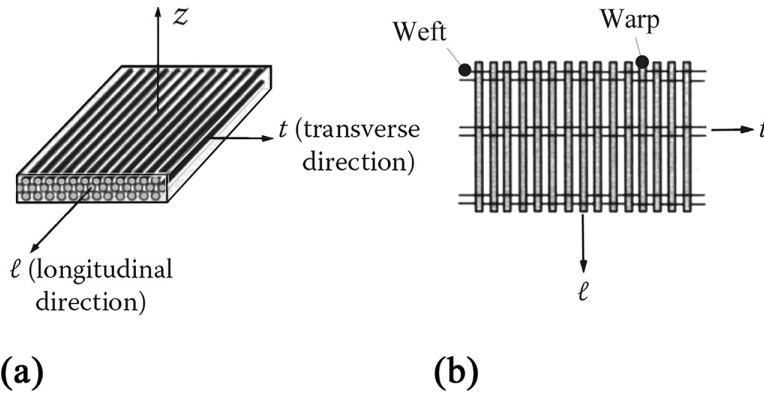 z
t (transverse
direction)
ℓ (longitudinal
direction)
(a)
Weft
Warp
t
ℓ
(b)